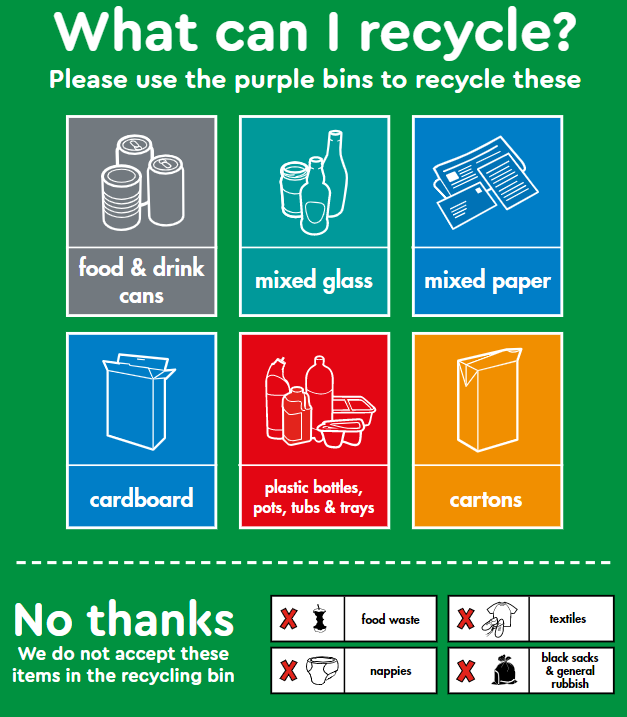 What can I recycle?
Please use the purple bins to recycle these
food & drink
cans
mixed glass
mixed paper
cardboard
plastic bottles,
pots, tubs & trays
cartons
No thanks
We do not accept these
items in the recycling bin
food waste
textiles
nappies
black sacks
& general
rubbish